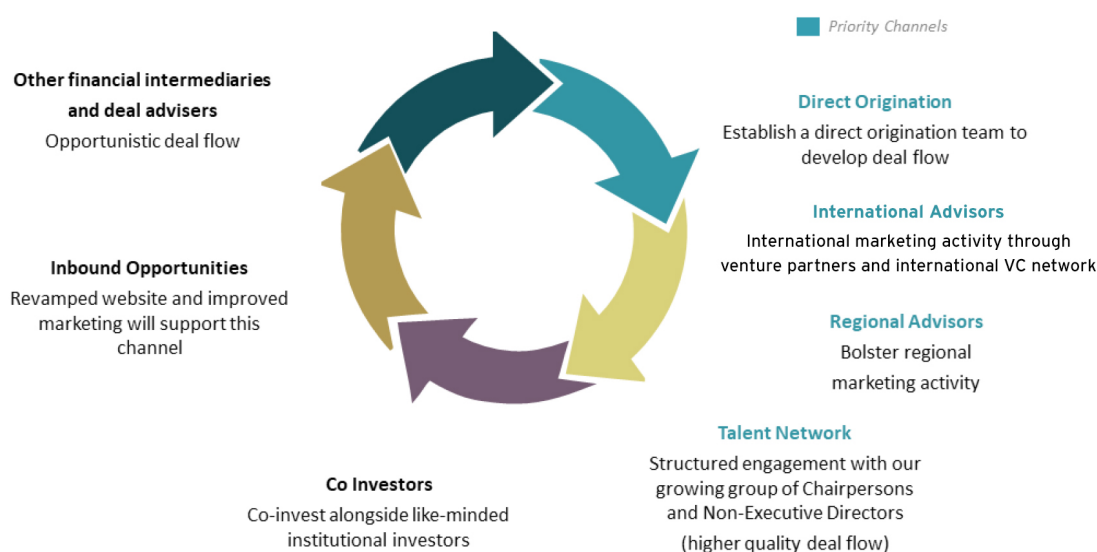 Priority Channels
Direct Origination
Establish a direct origination team to
develop deal flow
International Advisors
International marketing activity through
venture partners and international VC network
Regional Advisors
Bolster regional
marketing activity
Talent Network
Structured engagement with our
growing group of Chairpersons
and Non-Executive Directors
(higher quality deal flow)
Co Investors
Co-invest alongside like-minded
institutional investors
Inbound Opportunities
Revamped website and improved
marketing will support this
channel
Other financial intermediaries
and deal advisers
Opportunistic deal flow